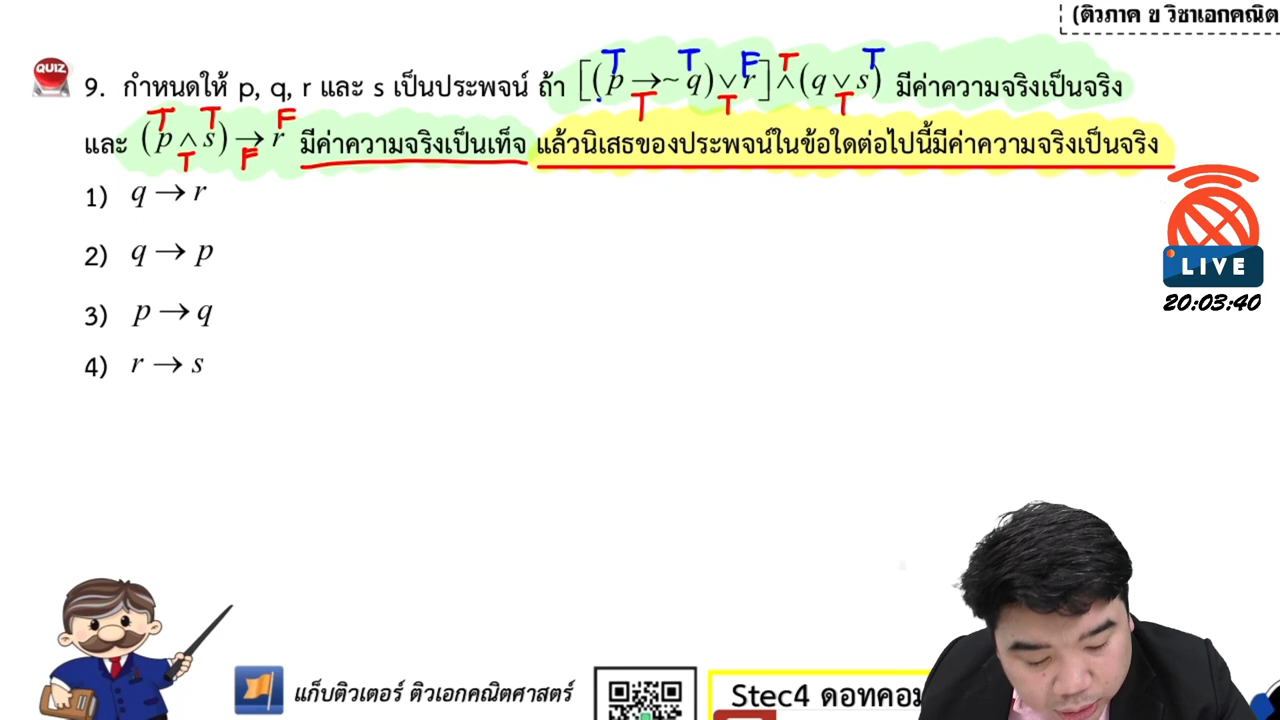 (ติวภาค ข วิชาเอกคณิต
QUIZ
9. กำหนดให้ p, q, r และ s เป็นประพจน์ ถ้า [(p → ~q) ∨ r] ∧ (q ∨ s) มีค่าความจริงเป็นจริง
T T F T T
T T T
และ (p ∧ s) → r มีค่าความจริงเป็นเท็จ แล้วนิเสธของประพจน์ในข้อใดต่อไปนี้มีค่าความจริงเป็นจริง
T T F
T F
1) q → r
2) q → p
3) p → q
4) r → s
LIVE
20:03:40
แก็บติวเตอร์ ติวเอกคณิตศาสตร์
Stec4 ดอทคอม